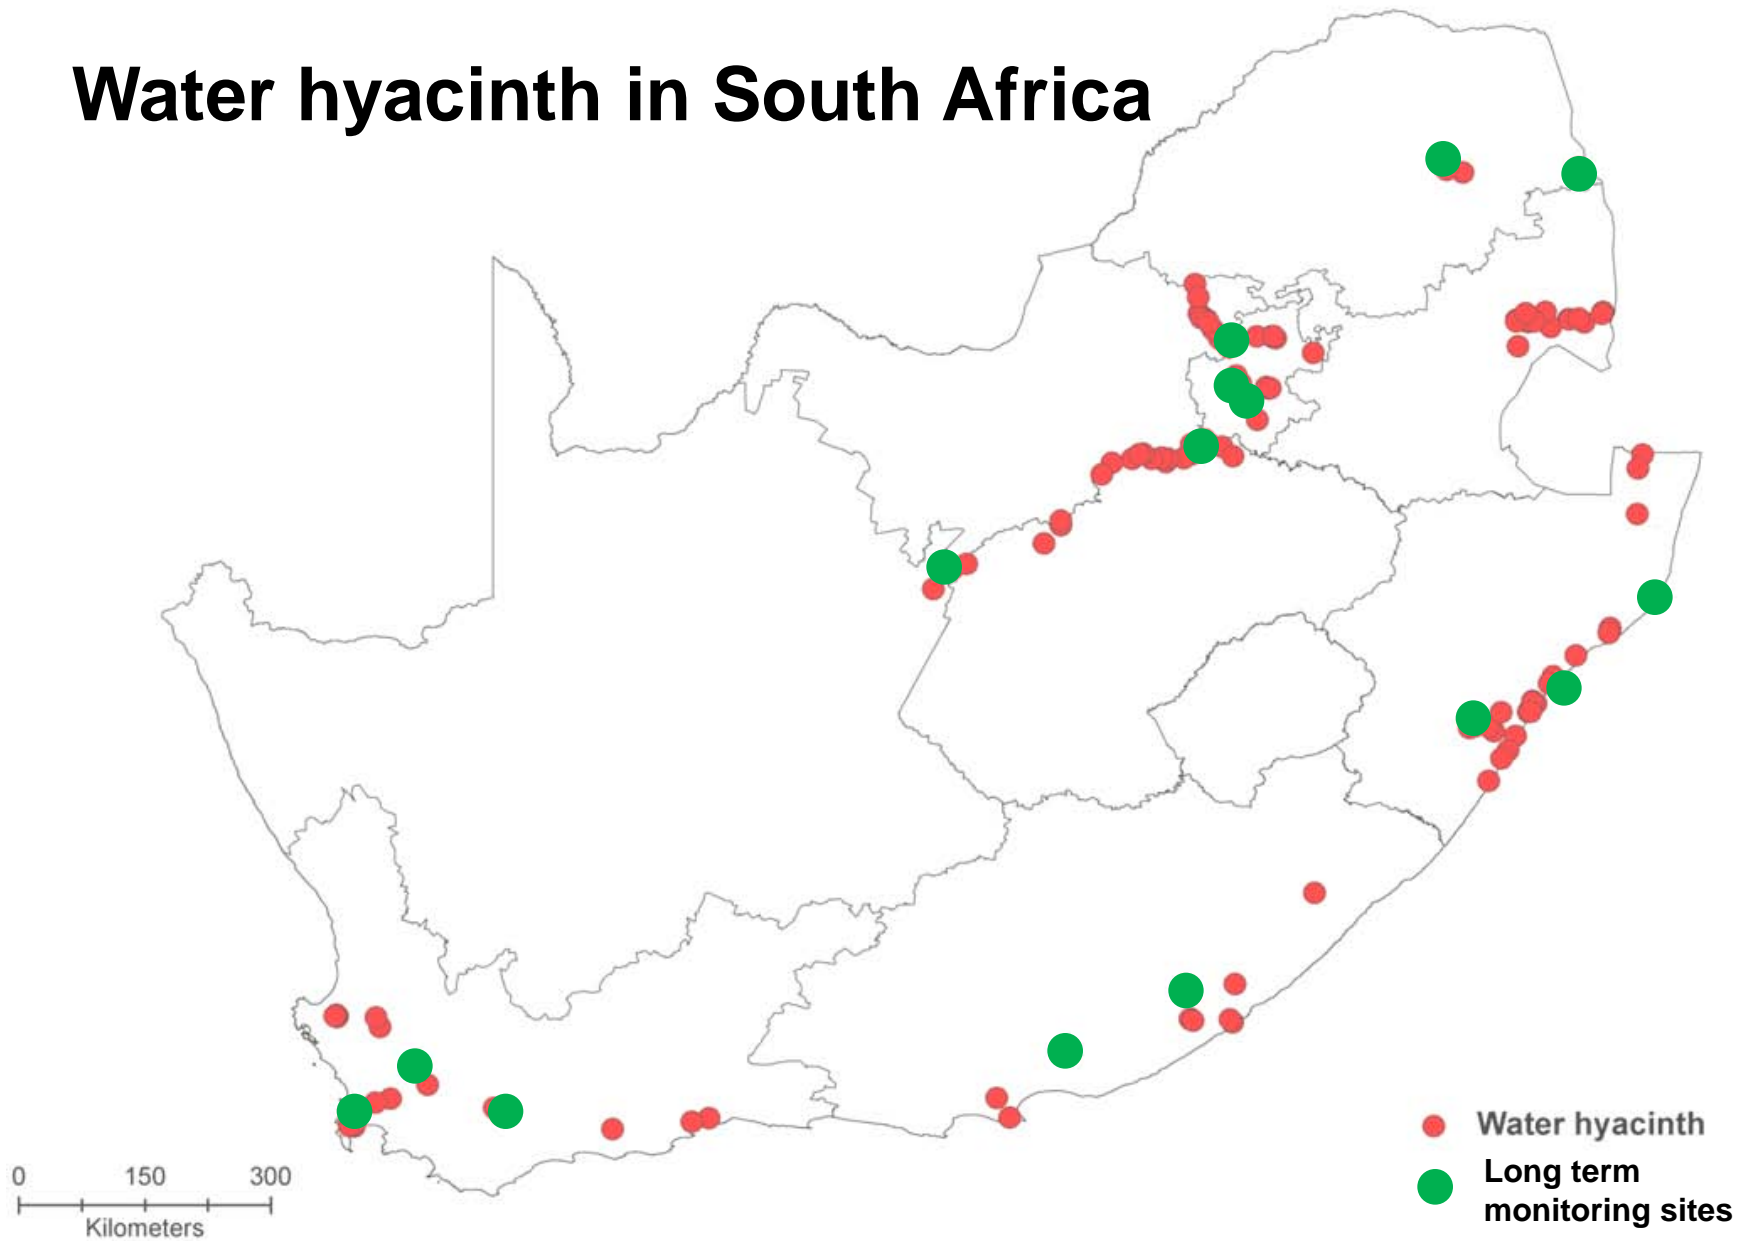 Water hyacinth in South Africa
Water hyacinth
Long term
monitoring sites
0 150 300
Kilometers